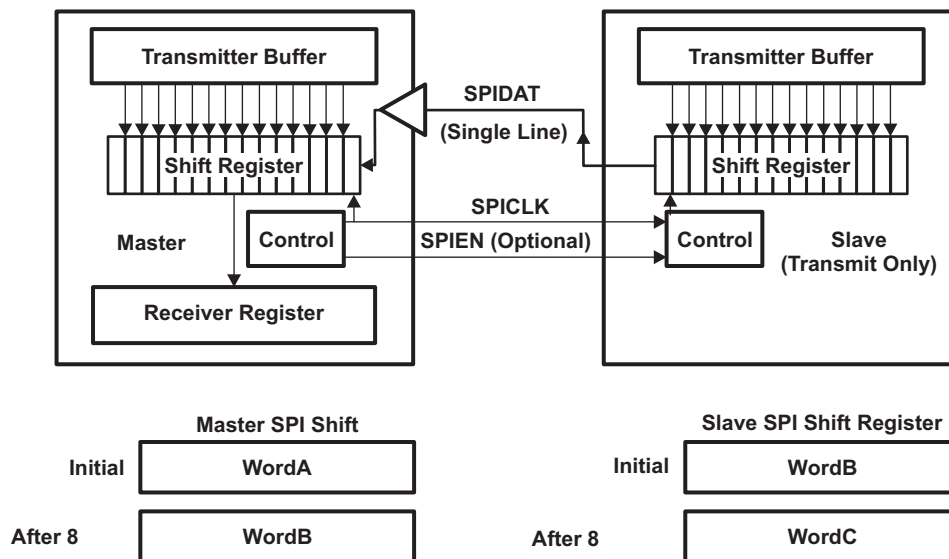 Transmitter Buffer
Transmitter Buffer
SPIDAT
(Single Line)
Shift Register
Shift Register
SPICLK
Master
Control
SPIEN (Optional)
Control
Slave
(Transmit Only)
Receiver Register
Master SPI Shift
Slave SPI Shift Register
Initial
WordA
Initial
WordB
After 8
WordB
After 8
WordC